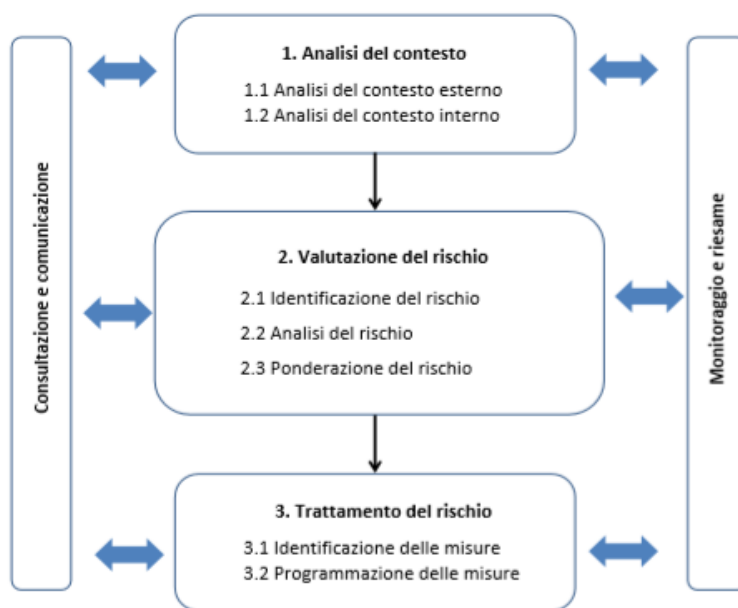 Consultazione e comunicazione
1. Analisi del contesto
1.1 Analisi del contesto esterno
1.2 Analisi del contesto interno
2. Valutazione del rischio
2.1 Identificazione del rischio
2.2 Analisi del rischio
2.3 Ponderazione del rischio
3. Trattamento del rischio
3.1 Identificazione delle misure
3.2 Programmazione delle misure
Monitoraggio e riesame